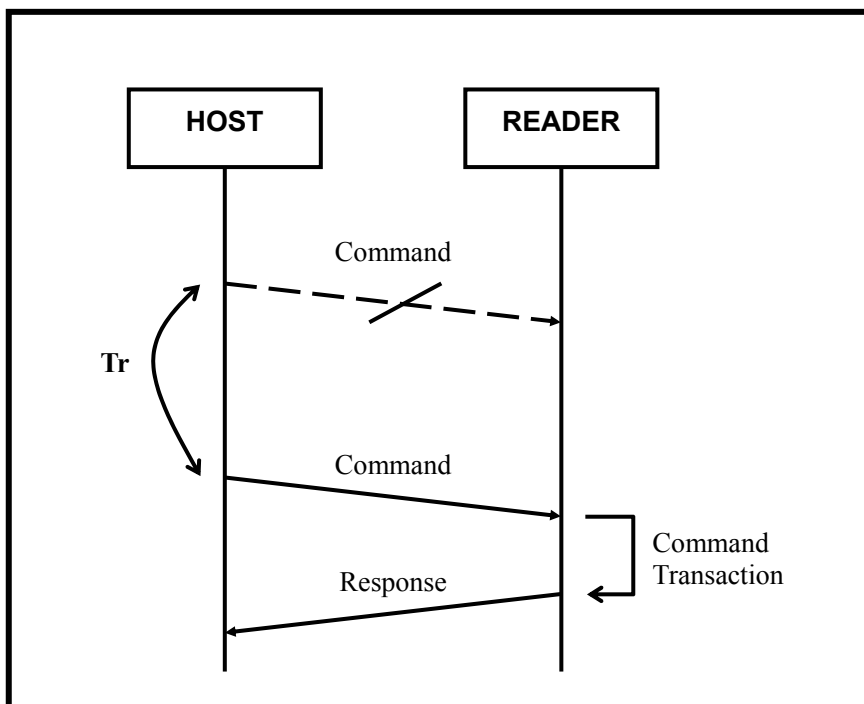 HOST
READER
Command
Tr
Command
Command
Transaction
Response